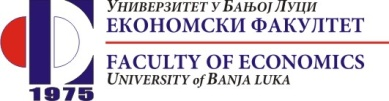 Универзитет у Бањој Луци
ЕКОНОМСКИ ФАКУЛТЕТ
FACULTY OF ECONOMICS
University of Banja Luka
1975